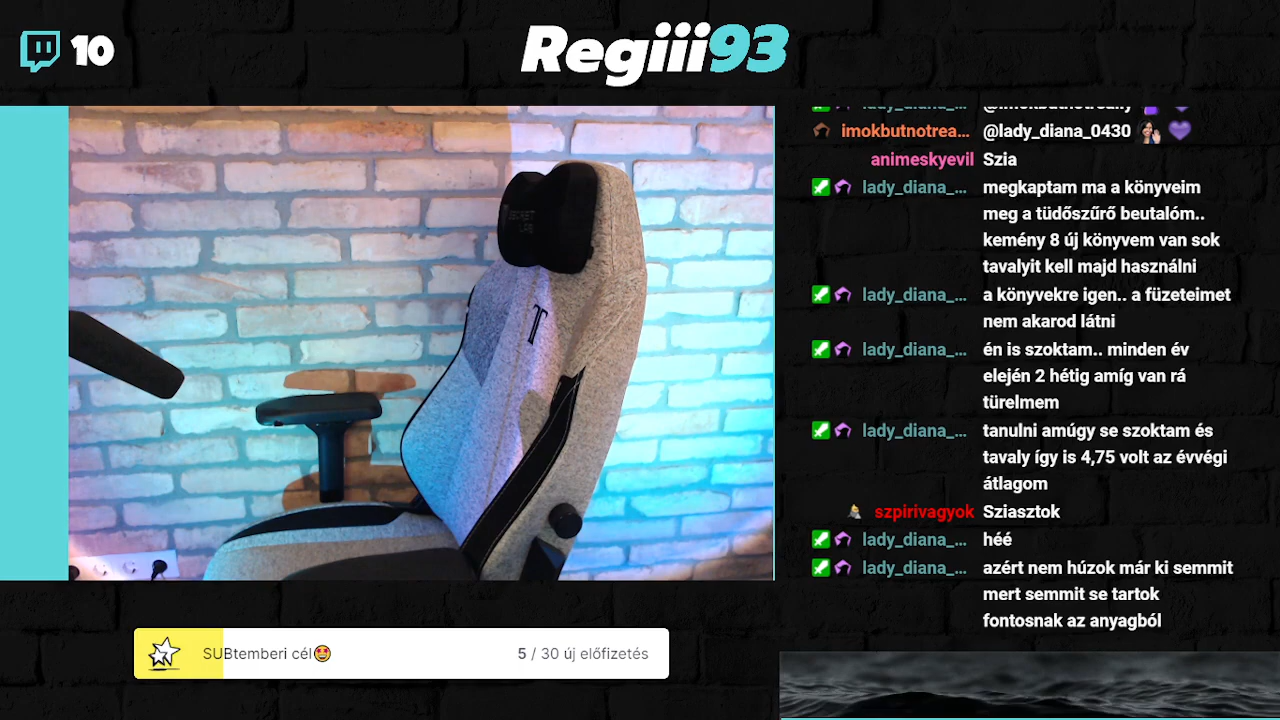 10
Regiii93
imokbutnotrea... @lady_diana_0430
animeskyevil Szia
lady_diana_... megkaptam ma a könyveim
meg a tüdőszűrő beutalóm..
kemény 8 új könyvem van sok
tavalyit kell majd használni
lady_diana_... a könyvekre igen.. a füzeteimet
nem akarod látni
lady_diana_... én is szoktam.. minden év
elején 2 hétig amíg van rá
türelmem
lady_diana_... tanulni amúgy se szoktam és
tavaly így is 4,75 volt az évvégi
átlagom
szpirivagyok Sziasztok
lady_diana_... héé
lady_diana_... azért nem húzok már ki semmit
mert semmit se tartok
fontosnak az anyagból
SUBtemberi cél 5 / 30 új előfizetés